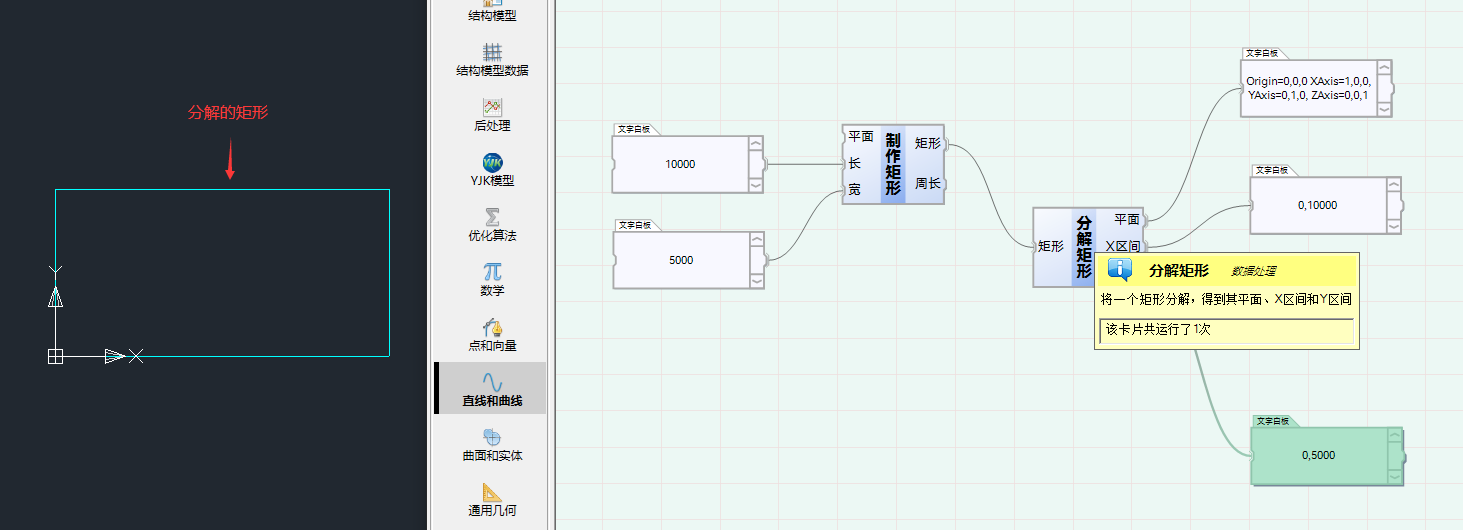 分解的矩形
结构模型
结构模型数据
后处理
YJK
YJK模型
优化算法
数学
点和向量
直线和曲线
曲面和实体
通用几何
文字白板
10000
文字白板
5000
平面
长
宽
制作矩形
矩形
周长
矩形
分解矩形
平面
X区间
文字白板
Origin=0,0,0 XAxis=1,0,0,
YAxis=0,1,0, ZAxis=0,0,1
文字白板
0,10000
分解矩形 数据处理
将一个矩形分解，得到其平面、X区间和Y区间
该卡片共运行了1次
文字白板
0,5000